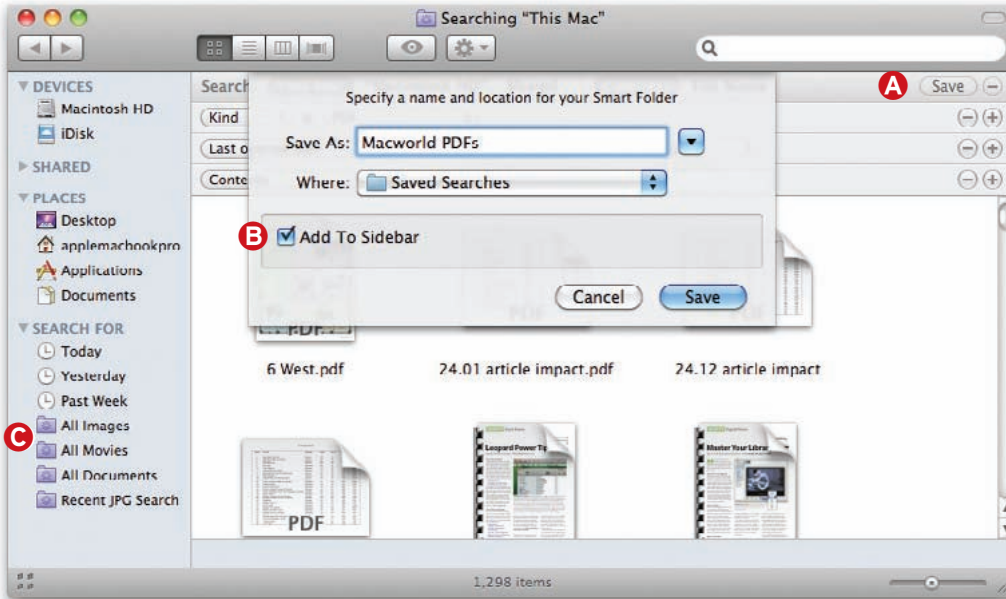 Searching "This Mac"
DEVICES
Macintosh HD
iDisk
SHARED
PLACES
Desktop
applemacbookpro
Applications
Documents
SEARCH FOR
Today
Yesterday
Past Week
All Images
All Movies
All Documents
Recent JPG Search
C
Search
A
Save
Kind
Last o
Conte
Specify a name and location for your Smart Folder
Save As: Macworld PDFs
Where: Saved Searches
B
Add To Sidebar
Cancel
Save
PDF
6 West.pdf
24.01 article impact.pdf
24.12 article impact
PDF
Leopard Power Tip
Master Your Librar
1,298 items